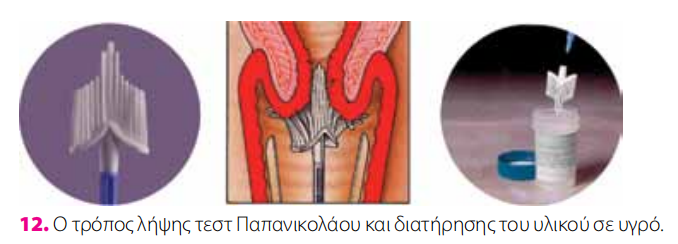 12. Ο τρόπος λήψης τεστ Παπανικολάου και διατήρησης του υλικού σε υγρό.